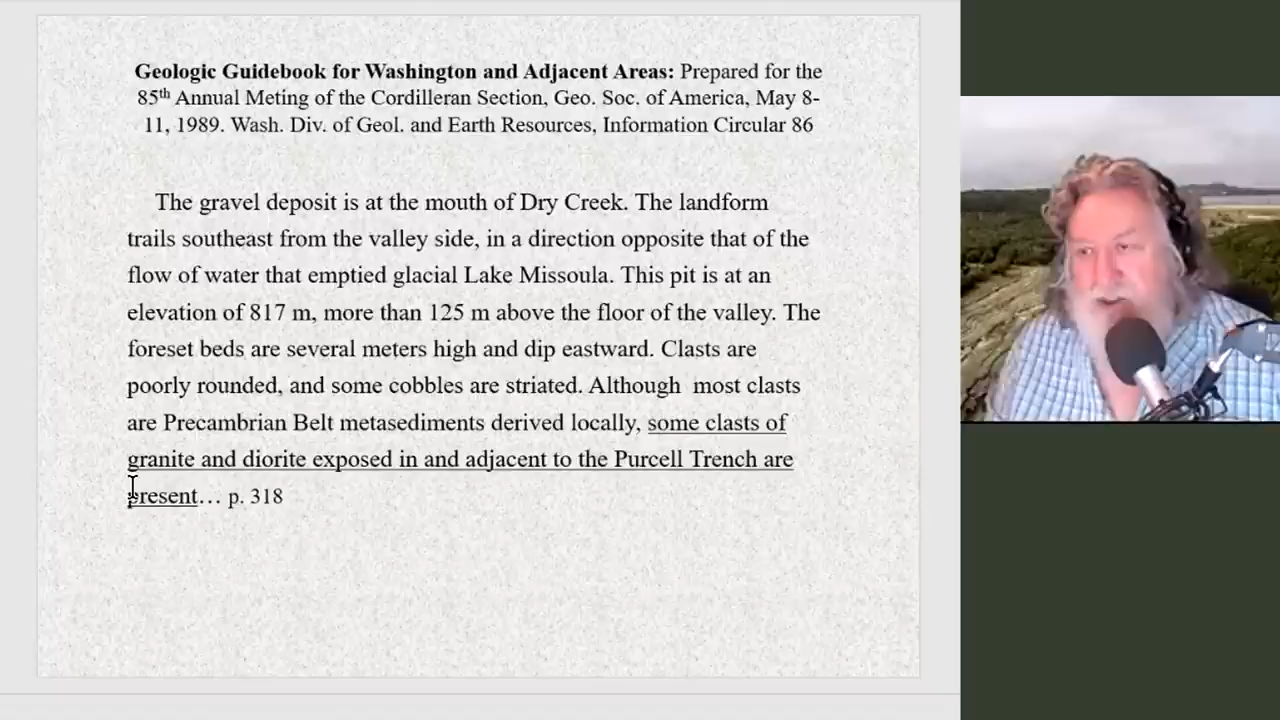 Geologic Guidebook for Washington and Adjacent Areas: Prepared for the
85th Annual Meting of the Cordilleran Section, Geo. Soc. of America, May 8-
11, 1989. Wash. Div. of Geol. and Earth Resources, Information Circular 86
The gravel deposit is at the mouth of Dry Creek. The landform
trails southeast from the valley side, in a direction opposite that of the
flow of water that emptied glacial Lake Missoula. This pit is at an
elevation of 817 m, more than 125 m above the floor of the valley. The
foreset beds are several meters high and dip eastward. Clasts are
poorly rounded, and some cobbles are striated. Although most clasts
are Precambrian Belt metasediments derived locally, some clasts of
granite and diorite exposed in and adjacent to the Purcell Trench are
present… p. 318